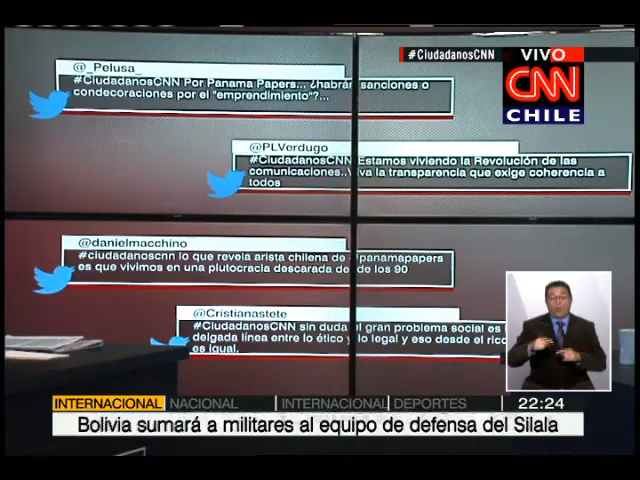 #CiudadanosCNN
VIVO
CNN
CHILE
@_Pelusa_
#CiudadanosCNN Por Panama Papers... ¿habrán sanciones o
condecoraciones por el "emprendimiento"?...
@PLVerdugo
#CiudadanosCNN Estamos viviendo la Revolución de las
comunicaciones..Viva la transparencia que exige coherencia a
todos
@danielmacchino
#ciudadanoscnn lo que revela arista chilena de #panamapapers
es que vivimos en una plutocracia descarada desde los 90
@Cristianstete
#CiudadanosCNN sin duda el gran problema social es
delgada línea entre lo ético y lo legal y eso desde el rico
es igual.
INTERNACIONAL NACIONAL INTERNACIONAL DEPORTES 22:24
Bolivia sumará a militares al equipo de defensa del Silala